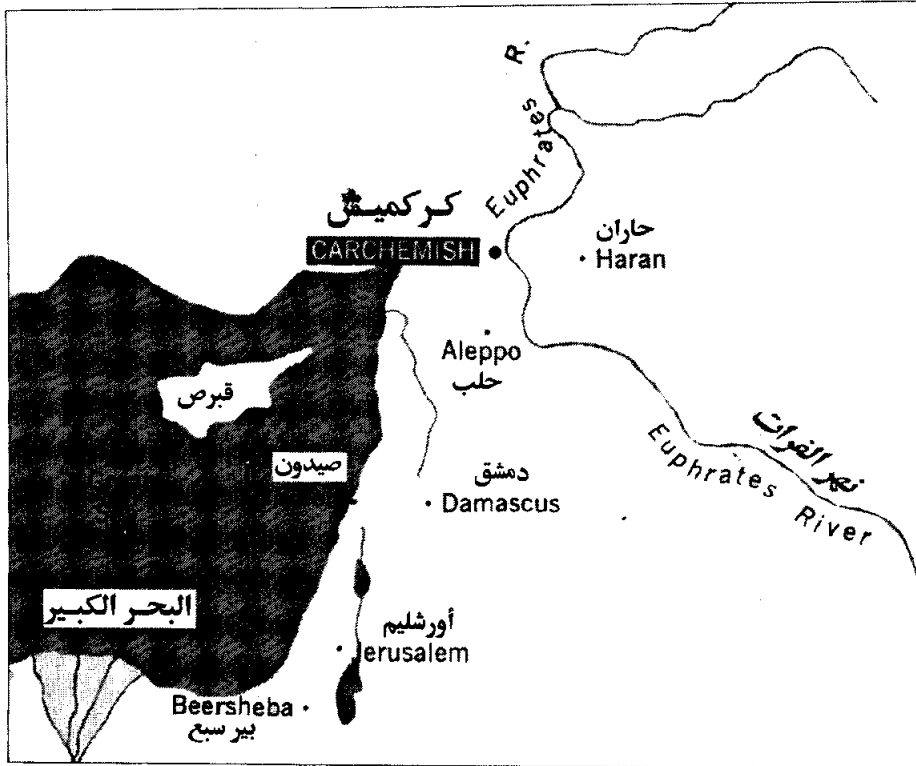 Euphrates R.
كركميش
CARCHEMISH
حاران
Haran
Aleppo
حلب
قبرص
صيدون
دمشق
Damascus
نهر الفرات
Euphrates River
البحر الكبير
أورشليم
Jerusalem
Beersheba
بير سبع